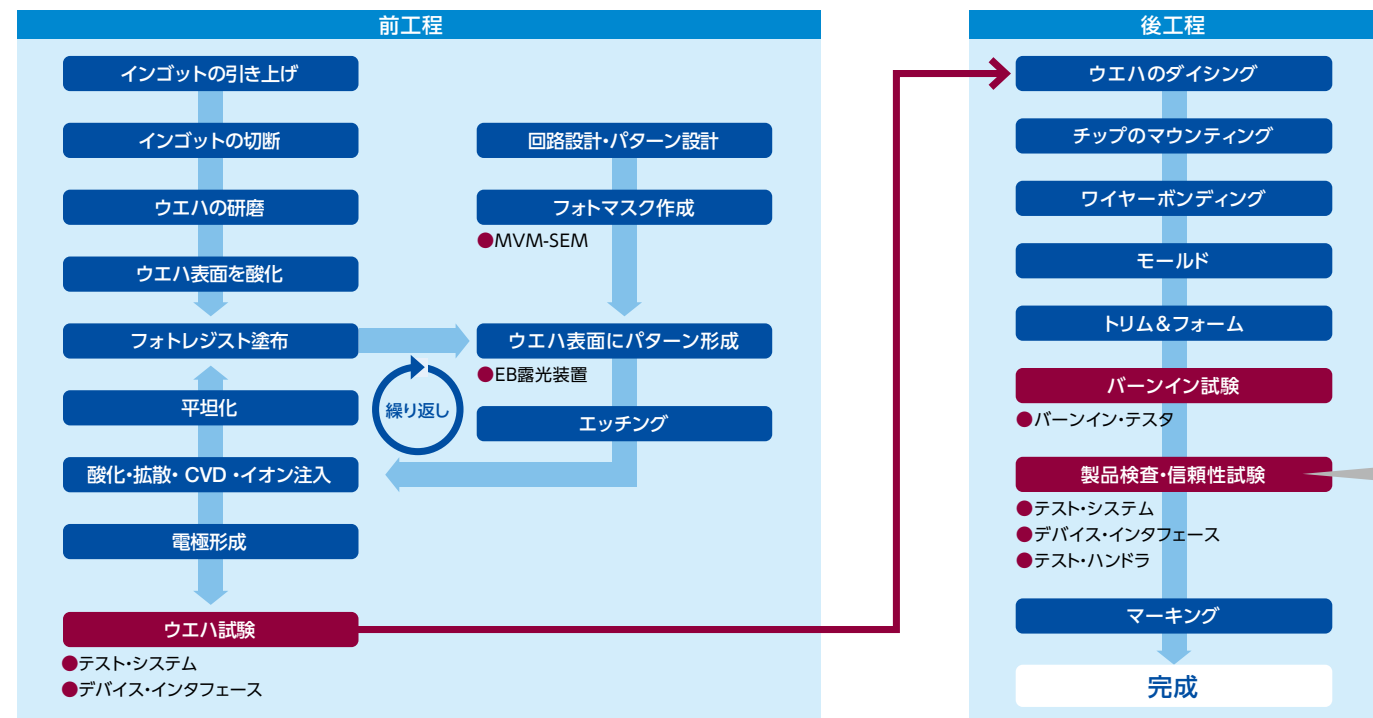 前工程
インゴットの引き上げ
インゴットの切断
ウエハの研磨
ウエハ表面を酸化
フォトレジスト塗布
平坦化
酸化・拡散・CVD・イオン注入
電極形成
ウエハ試験
●テスト・システム
●デバイス・インタフェース
回路設計・パターン設計
フォトマスク作成
●MVM-SEM
ウエハ表面にパターン形成
●EB露光装置
エッチング
繰り返し
後工程
ウエハのダイシング
チップのマウンティング
ワイヤーボンディング
モールド
トリム&フォーム
バーンイン試験
●バーンイン・テスタ
製品検査・信頼性試験
●テスト・システム
●デバイス・インタフェース
●テスト・ハンドラ
マーキング
完成